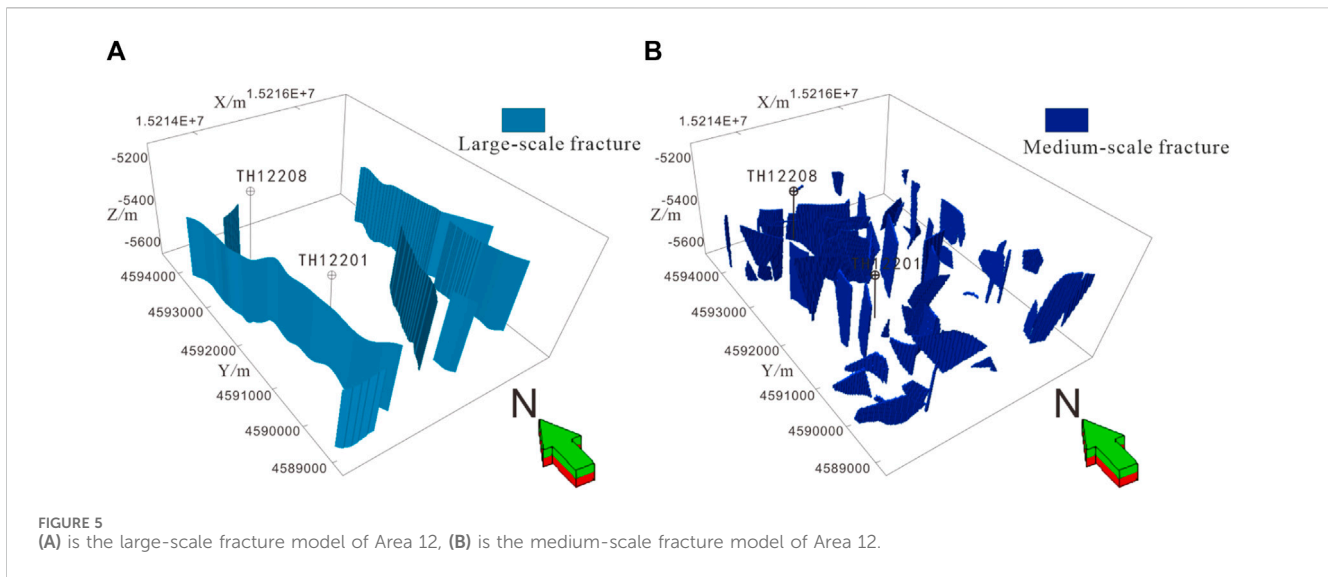 A
X/m
1.5216E+7
1.5214E+7
Large-scale fracture
-5200
-5400
Z/m
-5600
TH12208
TH12201
4594000
4593000
4592000
Y/m
4591000
4590000
4589000
N
B
X/m
1.5216E+7
1.5214E+7
Medium-scale fracture
-5200
-5400
Z/m
-5600
TH12208
TH12201
4594000
4593000
4592000
Y/m
4591000
4590000
4589000
N
FIGURE 5
(A) is the large-scale fracture model of Area 12, (B) is the medium-scale fracture model of Area 12.